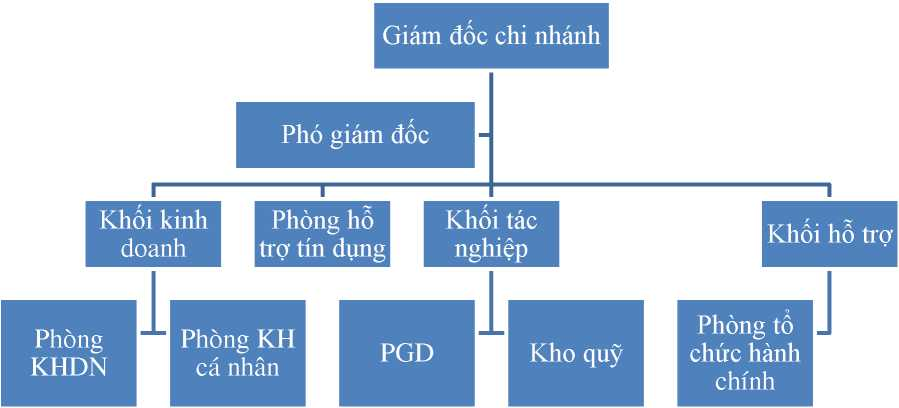 Giám đốc chi nhánh
Phó giám đốc
Khối kinh
doanh
Phòng hỗ
trợ tín dụng
Khối tác
nghiệp
Khối hỗ trợ
Phòng
KHDN
Phòng KH
cá nhân
PGD
Kho quỹ
Phòng tổ
chức hành
chính